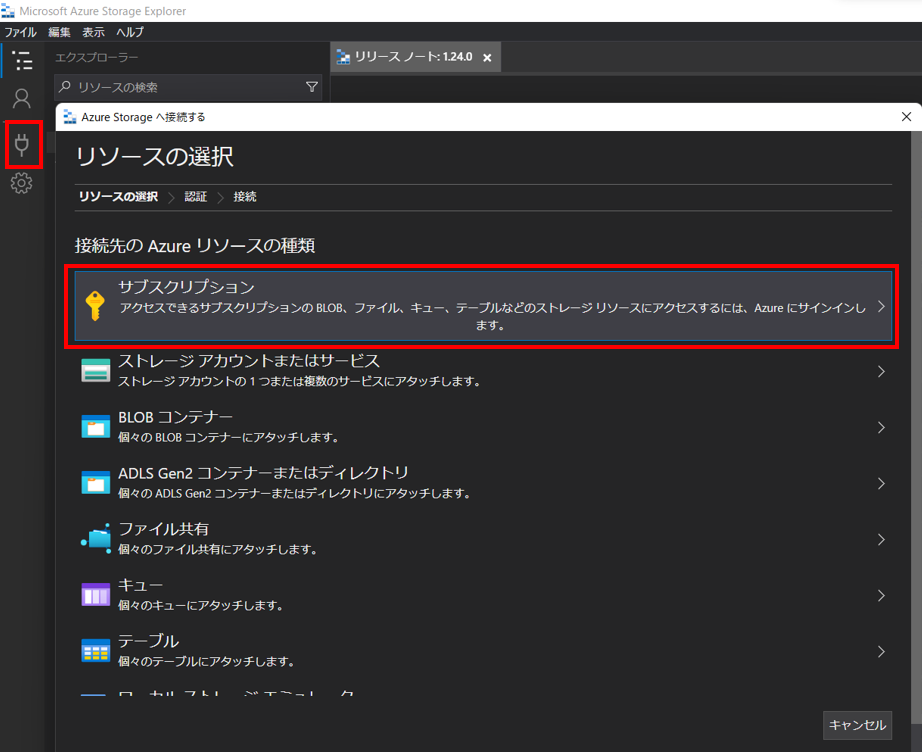 Microsoft Azure Storage Explorer
ファイル 編集 表示 ヘルプ
エクスプローラー
リリース ノート: 1.24.0
リソースの検索
Azure Storage へ接続する
リソースの選択
リソースの選択 認証 接続
接続先の Azure リソースの種類
サブスクリプション
アクセスできるサブスクリプションの BLOB、ファイル、キュー、テーブルなどのストレージ リソースにアクセスするには、Azure にサインインし
ます。
ストレージ アカウントまたはサービス
ストレージ アカウントの 1 つまたは複数のサービスにアタッチします。
BLOB コンテナー
個々の BLOB コンテナーにアタッチします。
ADLS Gen2 コンテナーまたはディレクトリ
個々の ADLS Gen2 コンテナーまたはディレクトリにアタッチします。
ファイル共有
個々のファイル共有にアタッチします。
キュー
個々のキューにアタッチします。
テーブル
個々のテーブルにアタッチします。
ローカル ストレージ エミュレータ
キャンセル